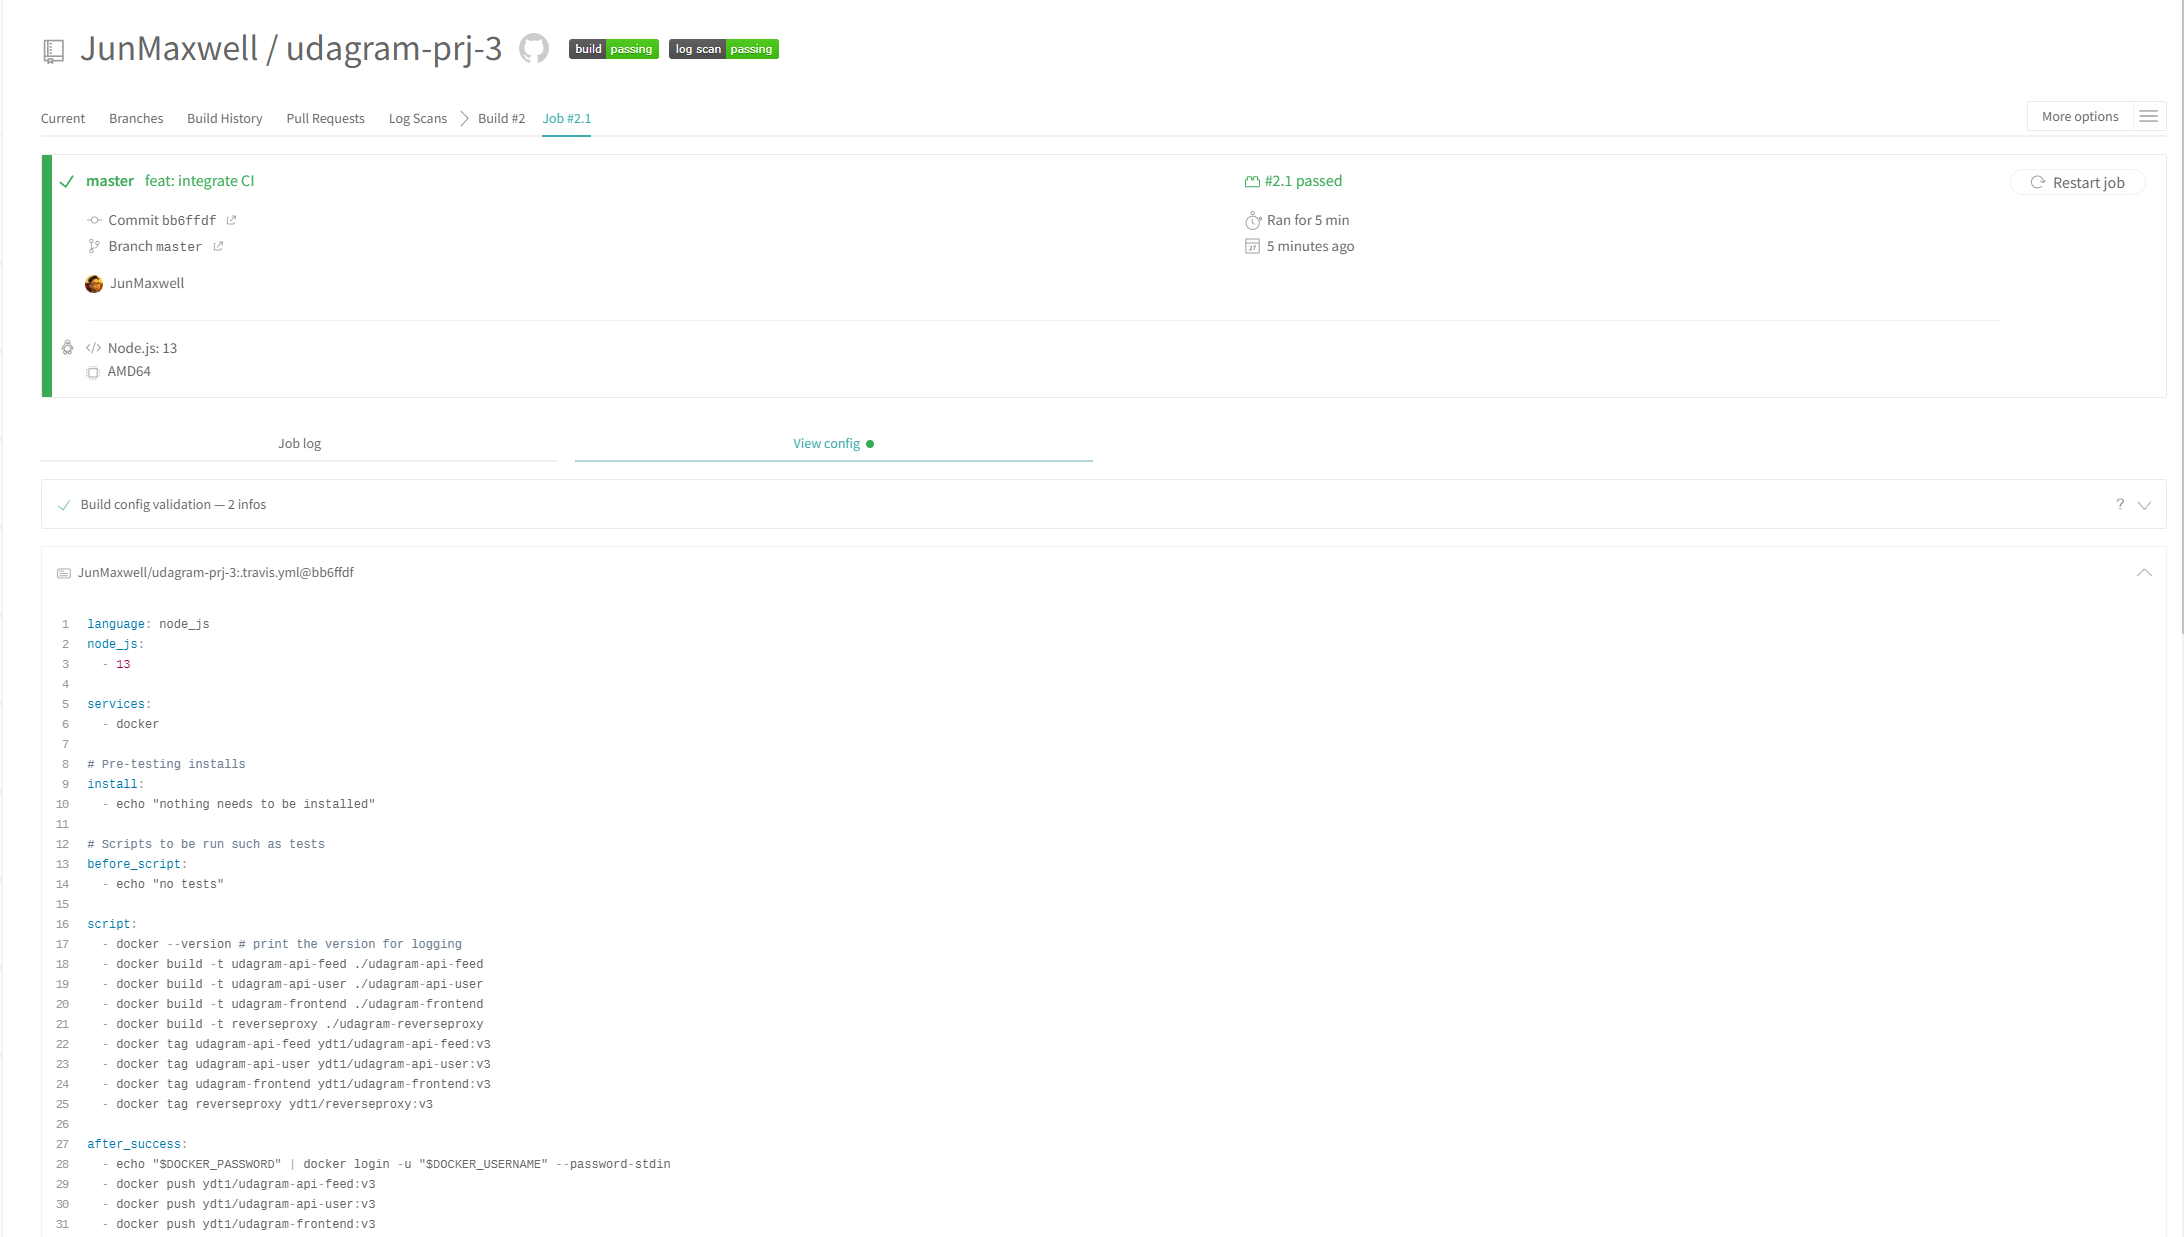 JunMaxwell / udagram-prj-3 build passing log scan passing
Current Branches Build History Pull Requests Log Scans Build #2 Job #2.1 More options
master feat: integrate CI #2.1 passed Restart job
Commit bb6ffdf Ran for 5 min
Branch master 5 minutes ago
JunMaxwell
Node.js: 13
AMD64
Job log View config
Build config validation — 2 infos ?
JunMaxwell/udagram-prj-3:.travis.yml@bb6ffdf
1 language: node_js
2 node_js:
3 - 13
4
5 services:
6 - docker
7
8 # Pre-testing installs
9 install:
10 - echo "nothing needs to be installed"
11
12 # Scripts to be run such as tests
13 before_script:
14 - echo "no tests"
15
16 script:
17 - docker --version # print the version for logging
18 - docker build -t udagram-api-feed ./udagram-api-feed
19 - docker build -t udagram-api-user ./udagram-api-user
20 - docker build -t udagram-frontend ./udagram-frontend
21 - docker build -t reverseproxy ./udagram-reverseproxy
22 - docker tag udagram-api-feed ydt1/udagram-api-feed:v3
23 - docker tag udagram-api-user ydt1/udagram-api-user:v3
24 - docker tag udagram-frontend ydt1/udagram-frontend:v3
25 - docker tag reverseproxy ydt1/reverseproxy:v3
26
27 after_success:
28 - echo "$DOCKER_PASSWORD" | docker login -u "$DOCKER_USERNAME" --password-stdin
29 - docker push ydt1/udagram-api-feed:v3
30 - docker push ydt1/udagram-api-user:v3
31 - docker push ydt1/udagram-frontend:v3